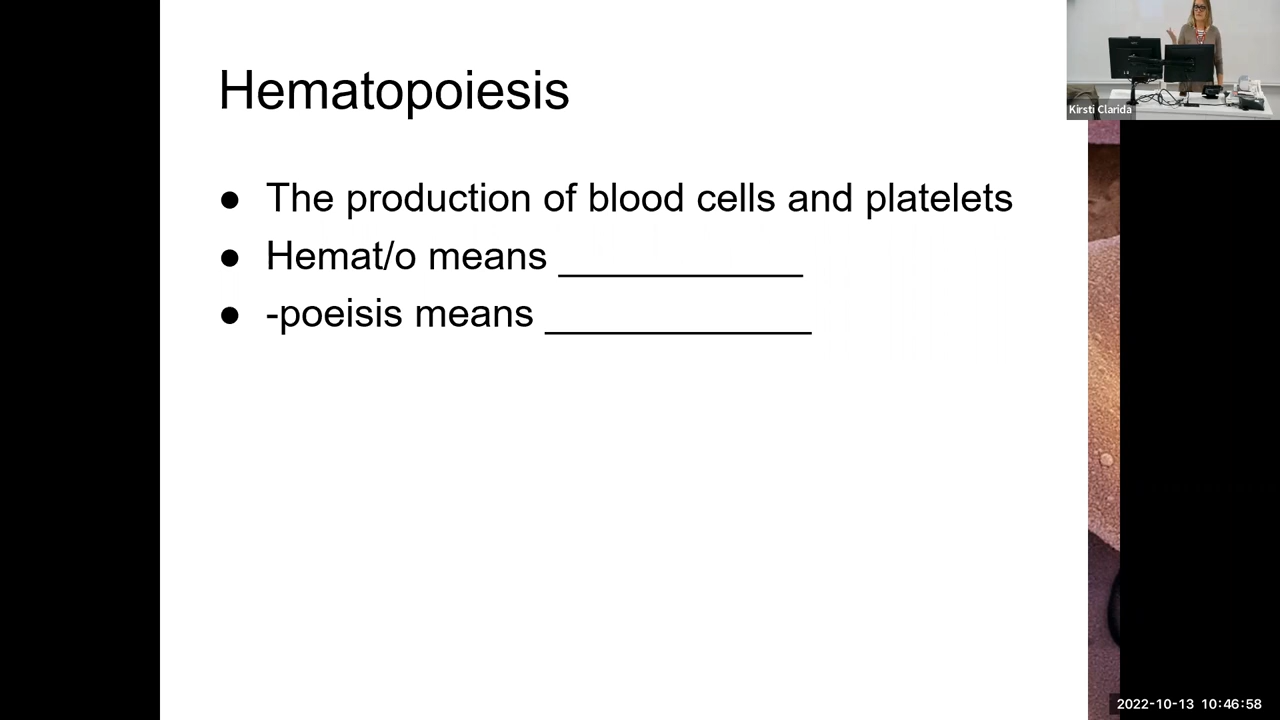 Hematopoiesis
● The production of blood cells and platelets
● Hemat/o means ___________
● -poeisis means ____________
Kirsti Clarida
2022-10-13 10:46:58